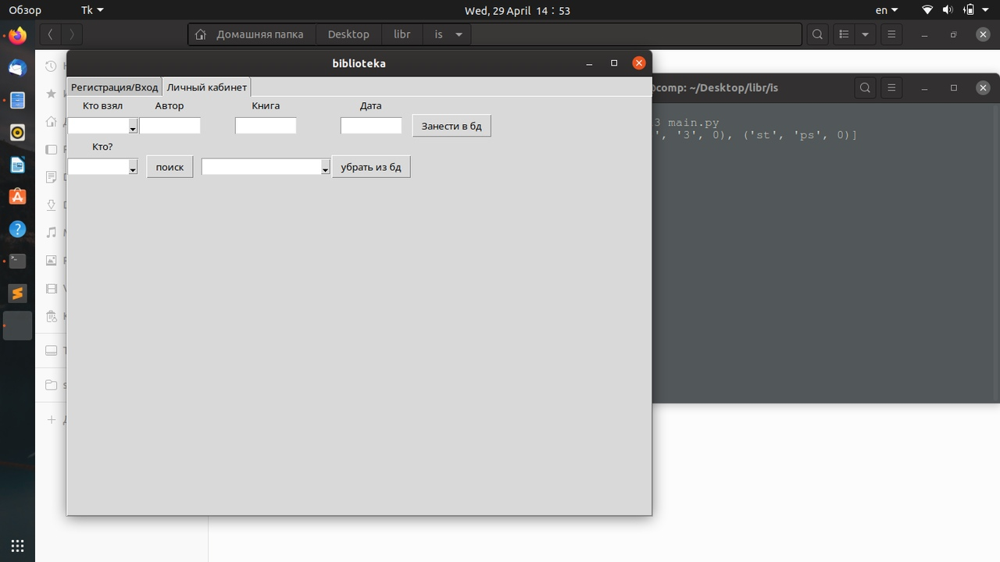 Обзор
Tk
Wed, 29 April 14 : 53
en
Домашняя папка
Desktop
libr
is
biblioteka
comp: ~/Desktop/libr/is
Регистрация/Вход
Личный кабинет
Кто взял
Автор
Книга
Дата
Занести в бд
Кто?
поиск
убрать из бд
3 main.py
', '3', 0), ('st', 'ps', 0)]